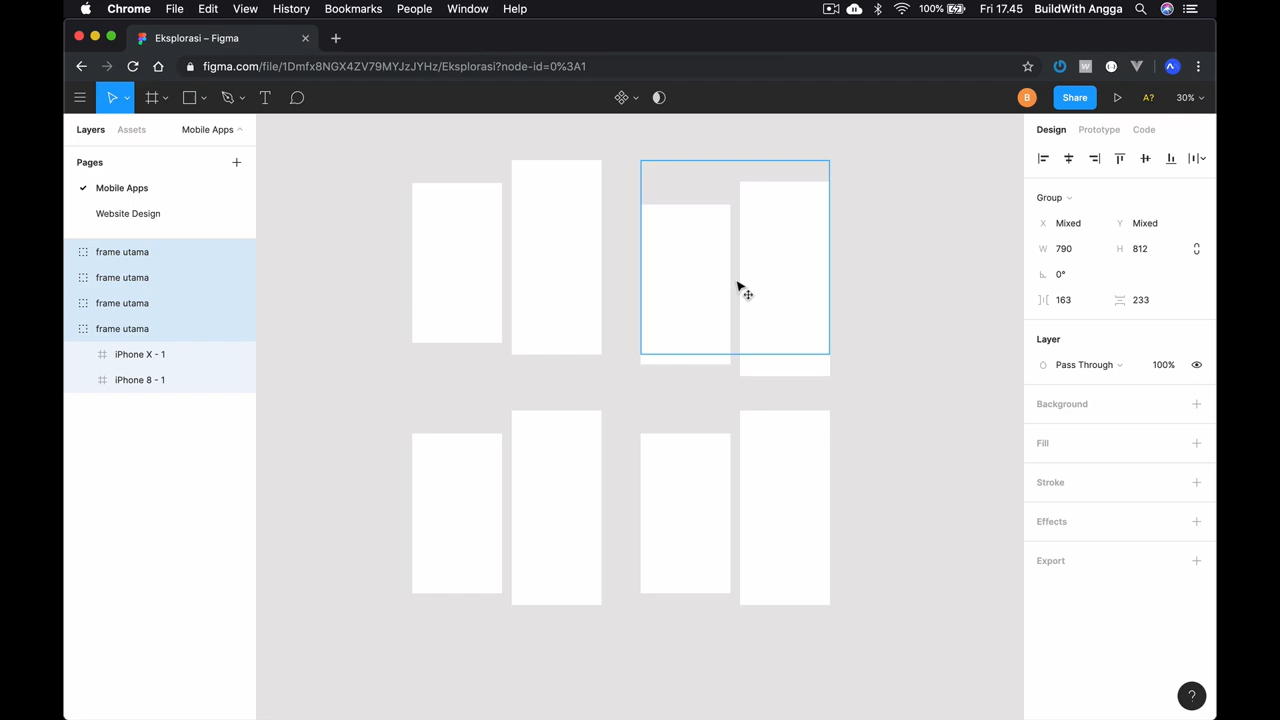 Chrome File Edit View History Bookmarks People Window Help 100% Fri 17.45 BuildWith Angga
Eksplorasi – Figma
figma.com/file/1Dmfx8NGX4ZV79MYJzJYHz/Eksplorasi?node-id=0%3A1
B Share A? 30%
Layers Assets Mobile Apps
Design Prototype Code
Pages
Mobile Apps
Website Design
frame utama
frame utama
frame utama
frame utama
iPhone X - 1
iPhone 8 - 1
Group
X Mixed Y Mixed
W 790 H 812
0°
163 233
Layer
Pass Through 100%
Background
Fill
Stroke
Effects
Export
?